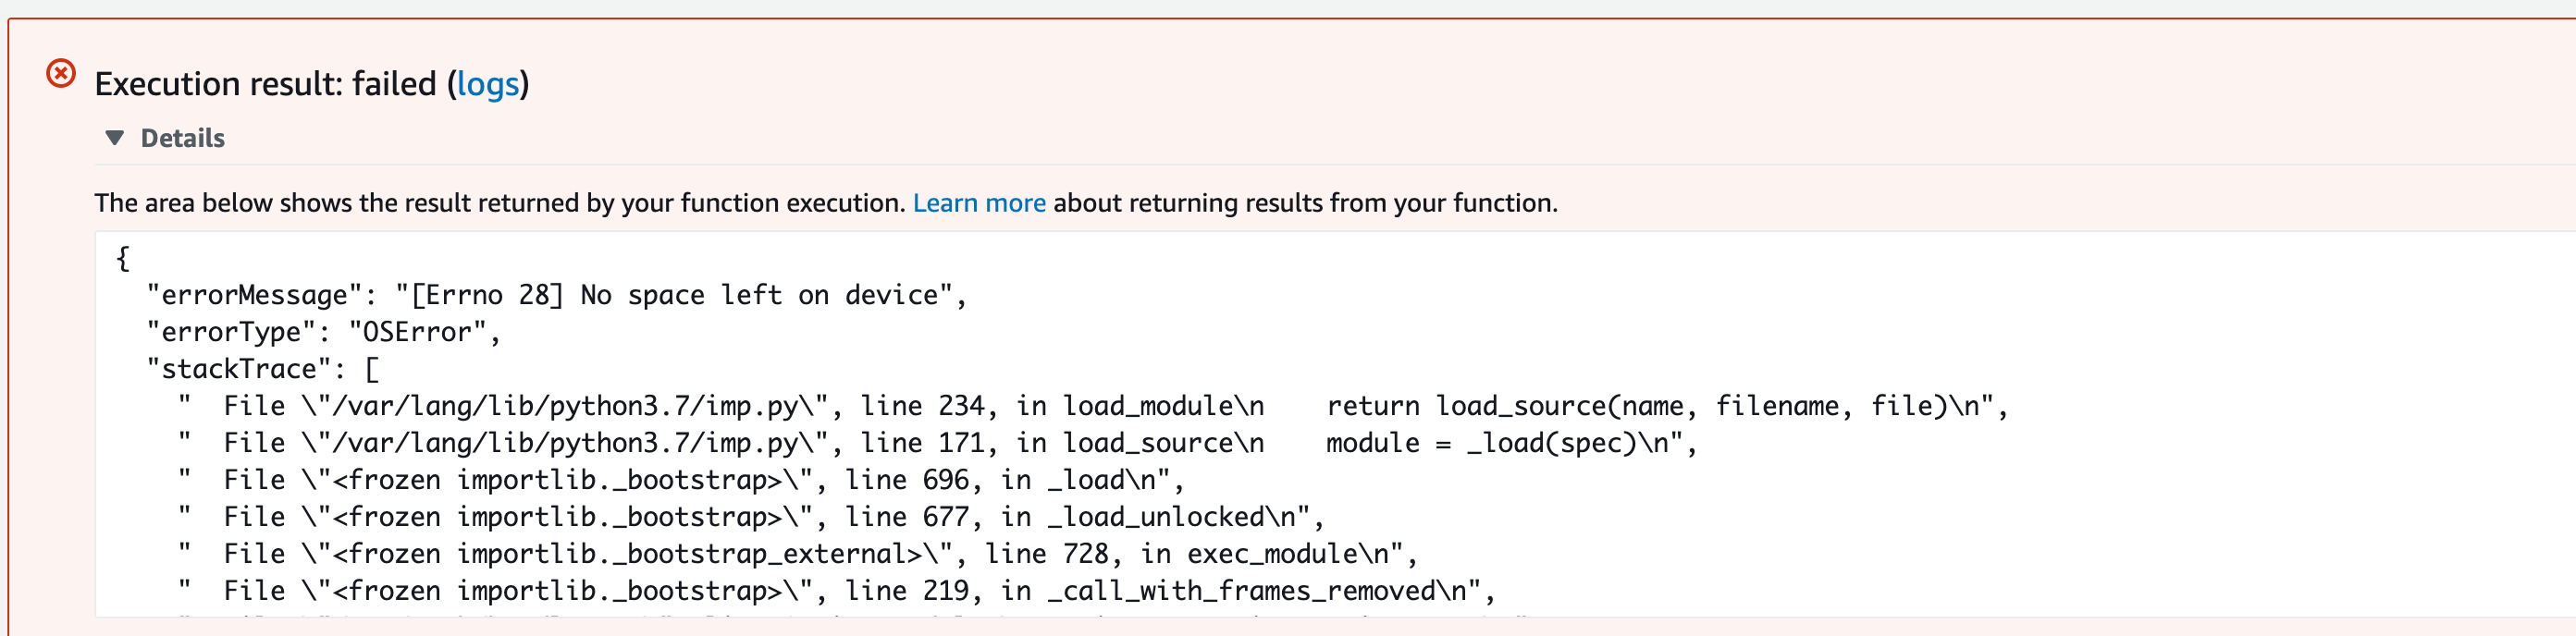 Execution result: failed (logs)
Details
The area below shows the result returned by your function execution. Learn more about returning results from your function.
{
  "errorMessage": "[Errno 28] No space left on device",
  "errorType": "OSError",
  "stackTrace": [
    "  File \"/var/lang/lib/python3.7/imp.py\", line 234, in load_module\n    return load_source(name, filename, file)\n",
    "  File \"/var/lang/lib/python3.7/imp.py\", line 171, in load_source\n    module = _load(spec)\n",
    "  File \"<frozen importlib._bootstrap>\", line 696, in _load\n",
    "  File \"<frozen importlib._bootstrap>\", line 677, in _load_unlocked\n",
    "  File \"<frozen importlib._bootstrap_external>\", line 728, in exec_module\n",
    "  File \"<frozen importlib._bootstrap>\", line 219, in _call_with_frames_removed\n",